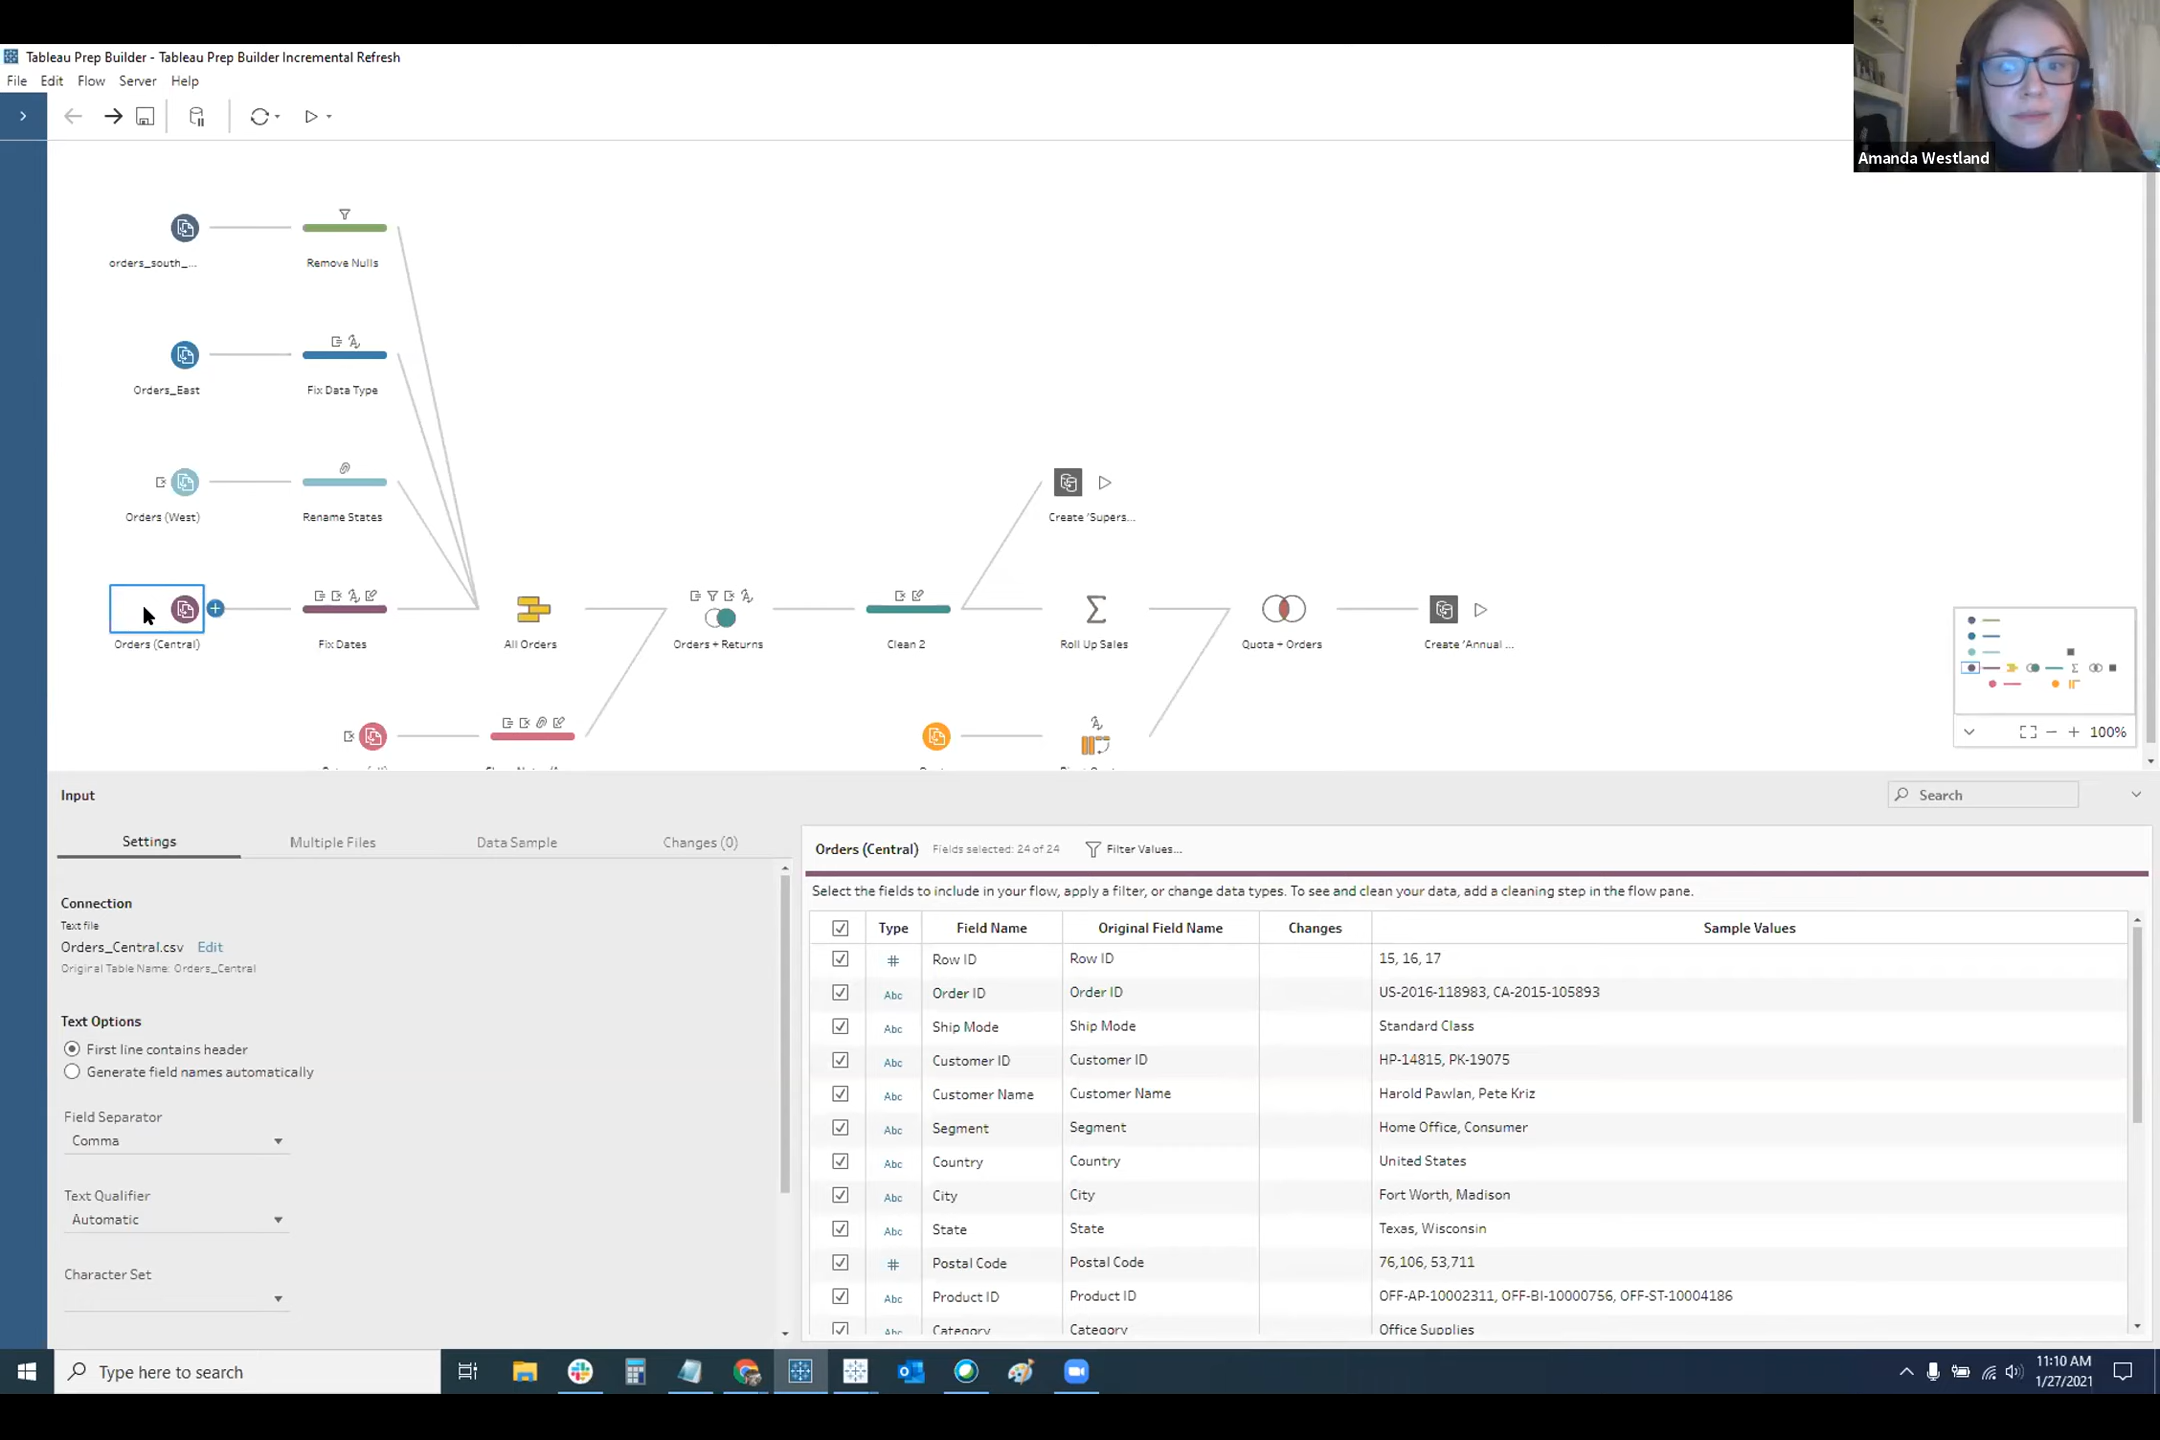 Tableau Prep Builder - Tableau Prep Builder Incremental Refresh
File Edit Flow Server Help
Amanda Westland
orders_south_...
Remove Nulls
Orders_East
Fix Data Type
Orders (West)
Rename States
Create 'Supers...
Orders (Central)
Fix Dates
All Orders
Orders + Returns
Clean 2
Roll Up Sales
Quota + Orders
Create 'Annual ...
100%
Input
Search
Settings
Multiple Files
Data Sample
Changes (0)
Connection
Text file
Orders_Central.csv Edit
Original Table Name: Orders_Central
Text Options
First line contains header
Generate field names automatically
Field Separator
Comma
Text Qualifier
Automatic
Character Set
Orders (Central) Fields selected: 24 of 24 Filter Values...
Select the fields to include in your flow, apply a filter, or change data types. To see and clean your data, add a cleaning step in the flow pane.
Type Field Name Original Field Name Changes Sample Values
# Row ID Row ID 15, 16, 17
Abc Order ID Order ID US-2016-118983, CA-2015-105893
Abc Ship Mode Ship Mode Standard Class
Abc Customer ID Customer ID HP-14815, PK-19075
Abc Customer Name Customer Name Harold Pawlan, Pete Kriz
Abc Segment Segment Home Office, Consumer
Abc Country Country United States
Abc City City Fort Worth, Madison
Abc State State Texas, Wisconsin
# Postal Code Postal Code 76,106, 53,711
Abc Product ID Product ID OFF-AP-10002311, OFF-BI-10000756, OFF-ST-10004186
Abc Category Category Office Supplies
Type here to search
11:10 AM
1/27/2021